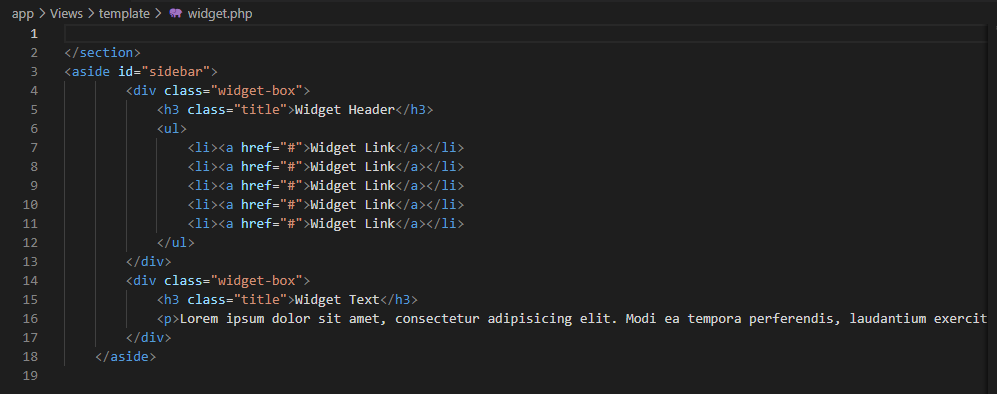 app > Views > template > widget.php
1
2 </section>
3 <aside id="sidebar">
4 <div class="widget-box">
5 <h3 class="title">Widget Header</h3>
6 <ul>
7 <li><a href="#">Widget Link</a></li>
8 <li><a href="#">Widget Link</a></li>
9 <li><a href="#">Widget Link</a></li>
10 <li><a href="#">Widget Link</a></li>
11 <li><a href="#">Widget Link</a></li>
12 </ul>
13 </div>
14 <div class="widget-box">
15 <h3 class="title">Widget Text</h3>
16 <p>Lorem ipsum dolor sit amet, consectetur adipisicing elit. Modi ea tempora perferendis, laudantium exercit
17 </div>
18 </aside>
19